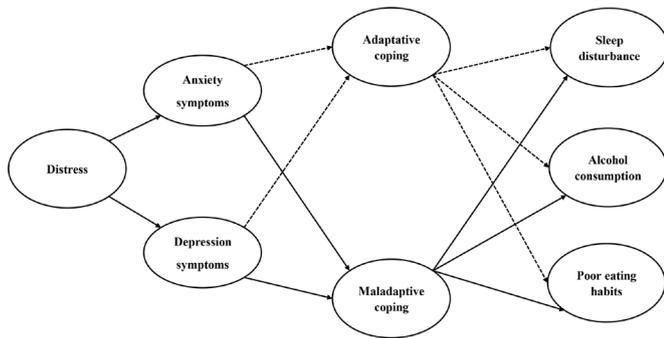 Distress
Anxiety
symptoms
Depression
symptoms
Adaptative
coping
Maladaptive
coping
Sleep
disturbance
Alcohol
consumption
Poor eating
habits